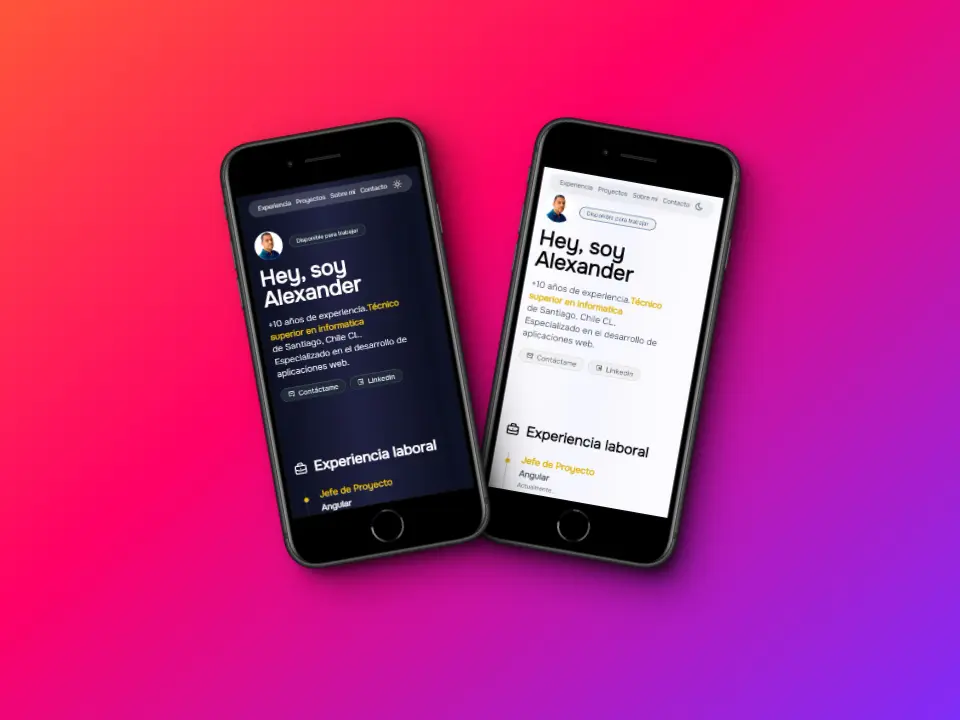 Experiencia Proyectos Sobre mi Contacto
Disponible para trabajar
Hey, soy
Alexander
+10 años de experiencia.Técnico
superior en informatica
de Santiago, Chile CL.
Especializado en el desarrollo de
aplicaciones web.
Contáctame LinkedIn
Experiencia laboral
Jefe de Proyecto
Angular
Experiencia Proyectos Sobre mi Contacto
Disponible para trabajar
Hey, soy
Alexander
+10 años de experiencia.Técnico
superior en informatica
de Santiago, Chile CL.
Especializado en el desarrollo de
aplicaciones web.
Contáctame LinkedIn
Experiencia laboral
Jefe de Proyecto
Angular
Actualmente...